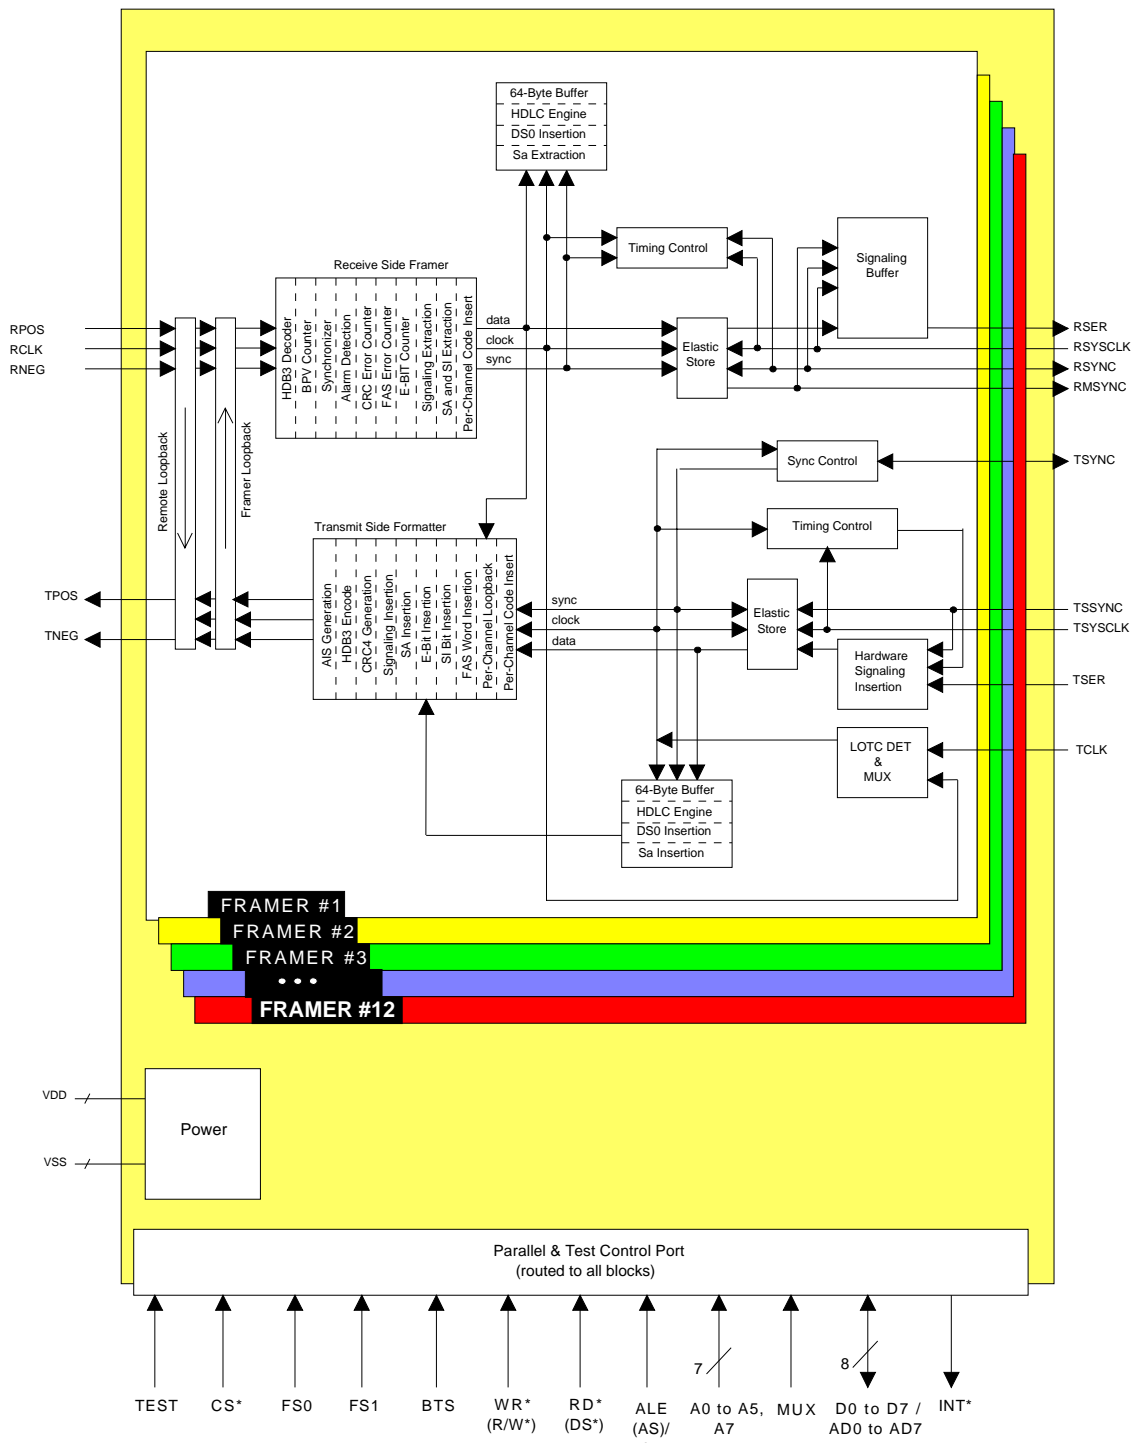 64-Byte Buffer
HDLC Engine
DS0 Insertion
Sa Extraction
Timing Control
Signaling
Buffer
Receive Side Framer
HDB3 Decoder
BPV Counter
Synchronizer
Alarm Detection
CRC Error Counter
FAS Error Counter
E-BIT Counter
Signaling Extraction
SA and SI Extraction
Per-Channel Code Insert
data
clock
sync
Elastic
Store
RPOS
RCLK
RNEG
RSER
RSYSCLK
RSYNC
RMSYNC
Remote Loopback
Framer Loopback
Sync Control
TSYNC
Transmit Side Formatter
Timing Control
AIS Generation
HDB3 Encode
CRC4 Generation
Signaling Insertion
SA Insertion
E-Bit Insertion
SI Bit Insertion
FAS Word Insertion
Per-Channel Loopback
Per-Channel Code Insert
sync
clock
data
Elastic
Store
TPOS
TNEG
TSSYNC
TSYSCLK
Hardware
Signaling
Insertion
TSER
LOTC DET
&
MUX
TCLK
64-Byte Buffer
HDLC Engine
DS0 Insertion
Sa Insertion
FRAMER #1
FRAMER #2
FRAMER #3
• • •
FRAMER #12
VDD
VSS
Power
Parallel & Test Control Port
(routed to all blocks)
7
8
TEST
CS*
FS0
FS1
BTS
WR*
(R/W*)
RD*
(DS*)
ALE
(AS)/
A0 to A5,
A7
MUX
D0 to D7 /
AD0 to AD7
INT*